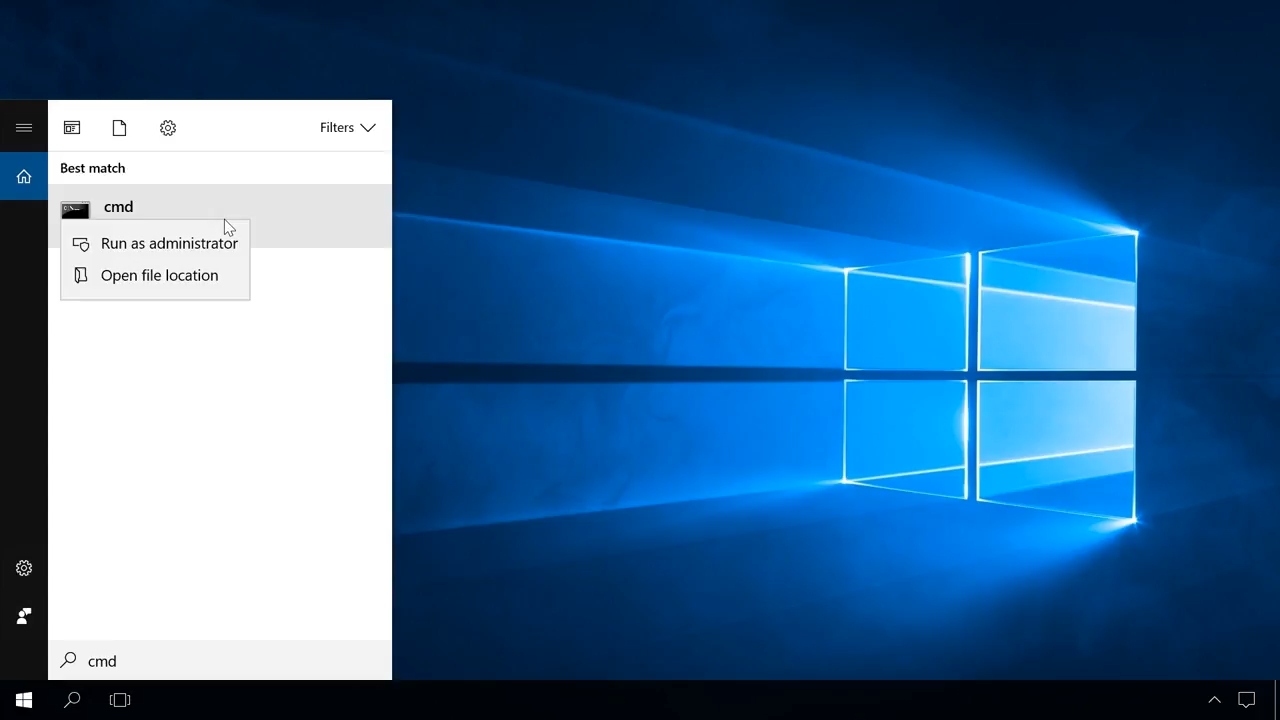 Filters
Best match
cmd
Run as administrator
Open file location
cmd